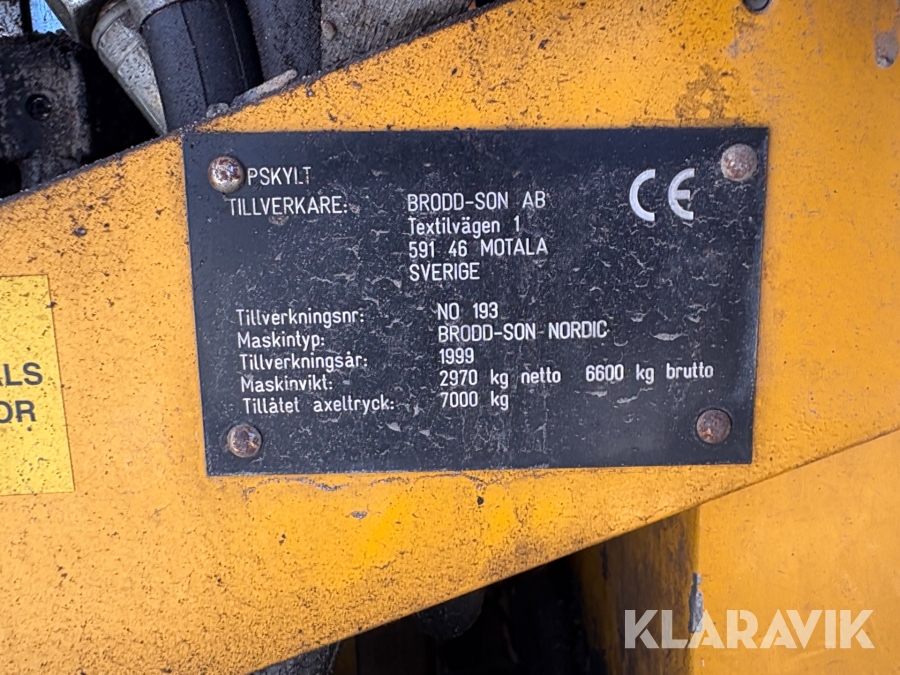 PSKYLT
TILLVERKARE: BRODD-SON AB
Textilvägen 1
591 46 MOTALA
SVERIGE
CE
Tillverkningsnr: NO 193
Maskintyp: BRODD-SON NORDIC
Tillverkningsår: 1999
Maskinvikt: 2970 kg netto 6600 kg brutto
Tillåtet axeltryck: 7000 kg
ALS
OR
KLARAVIK